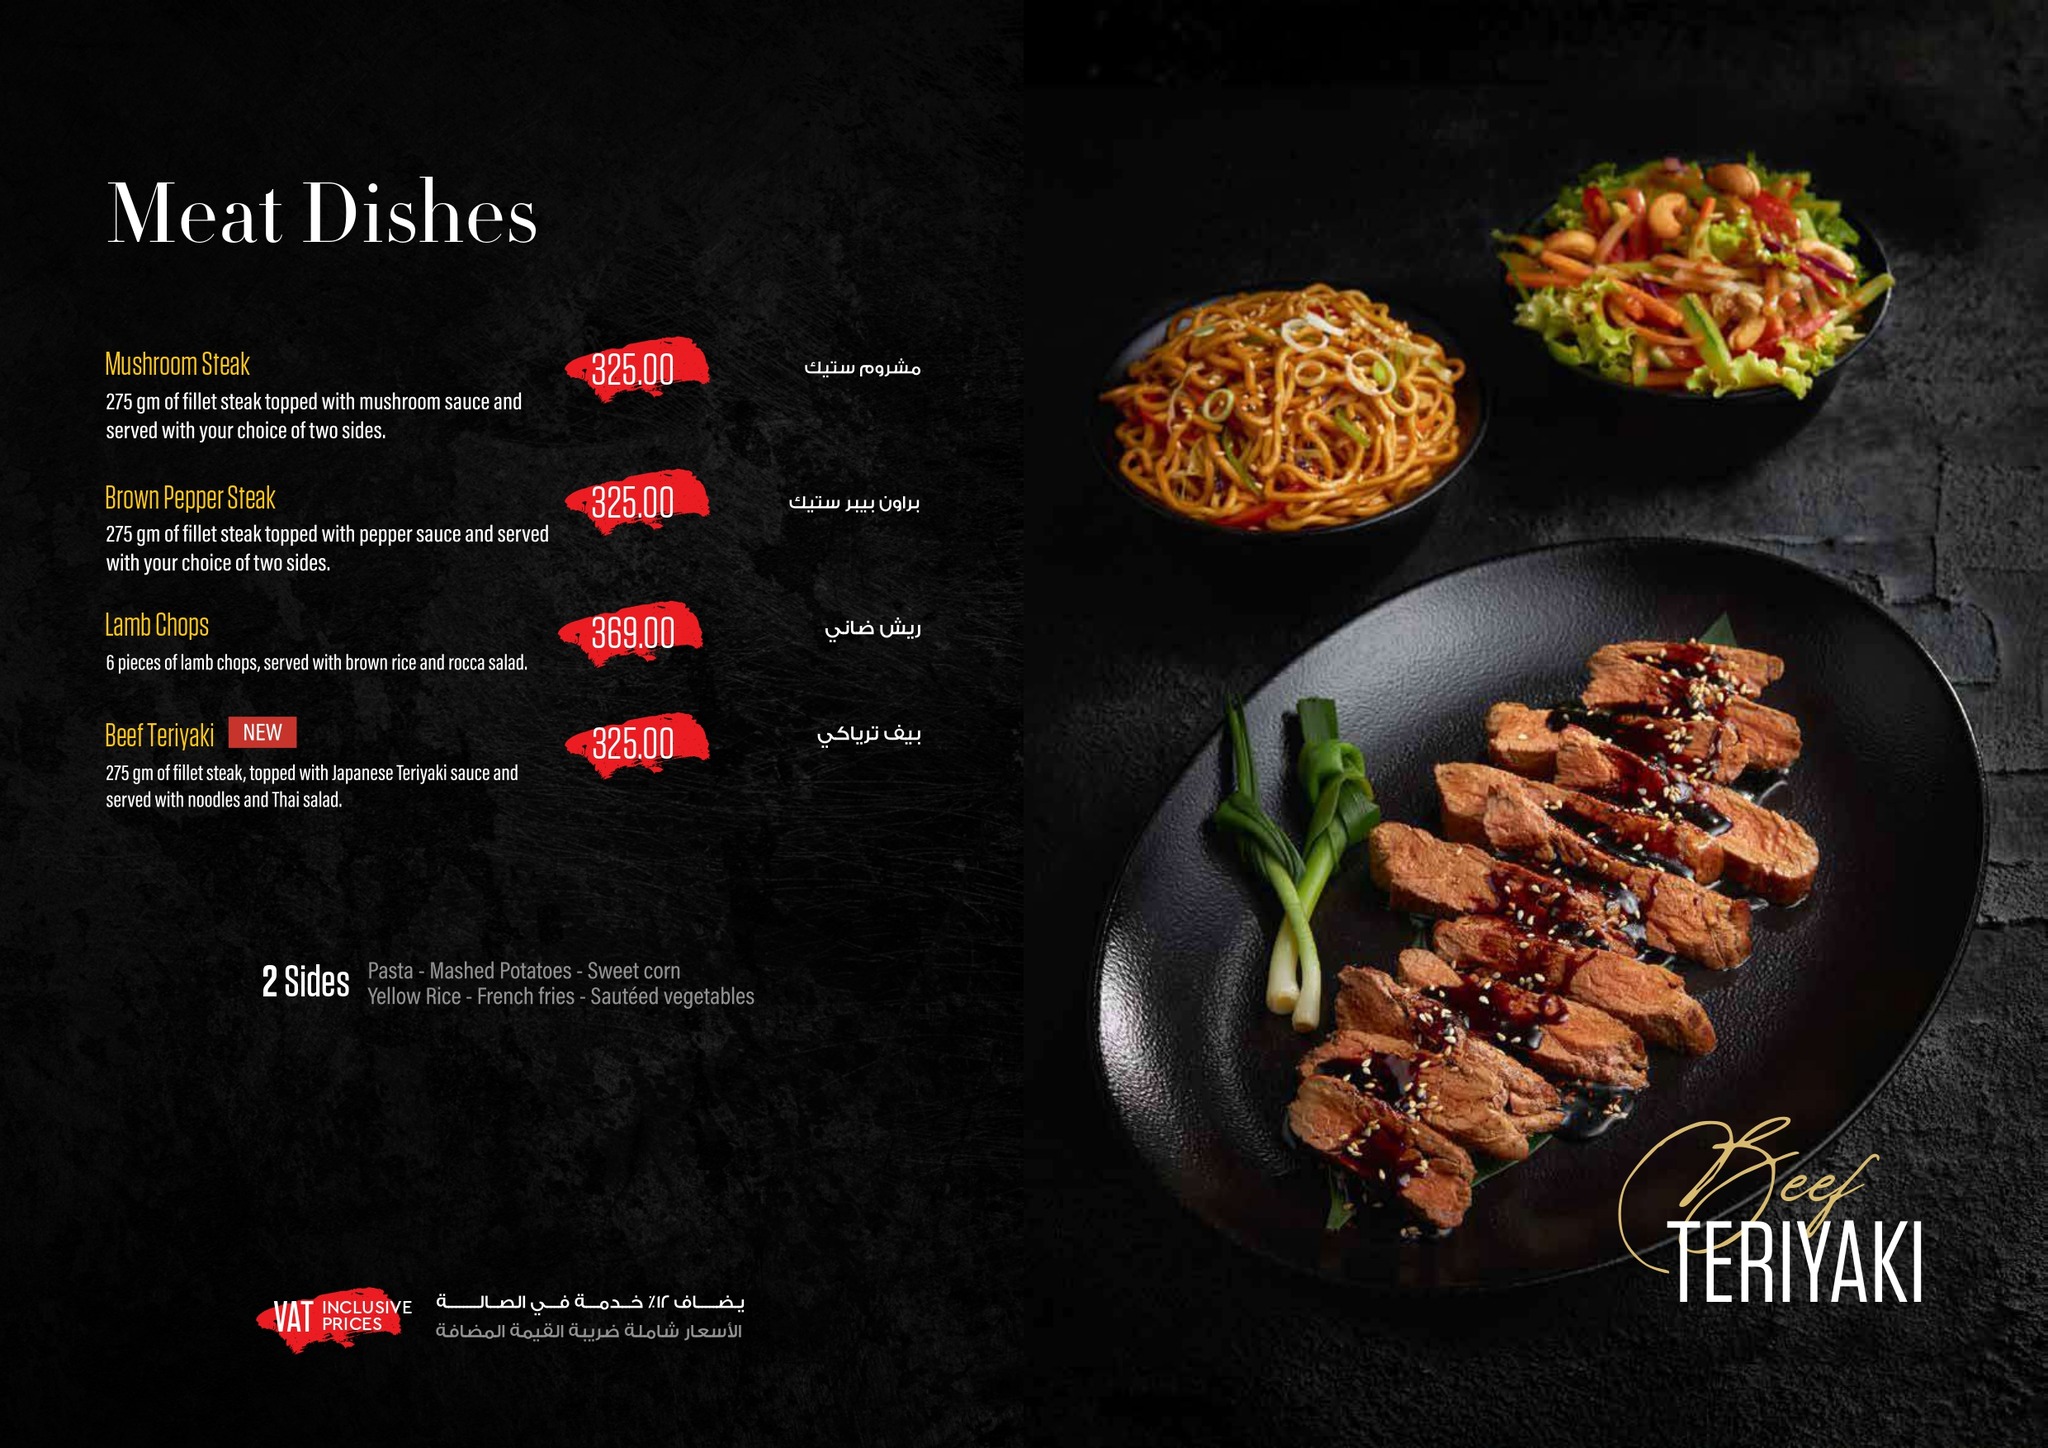 Meat Dishes
Mushroom Steak
325.00
مشروم ستيك
275 gm of fillet steak topped with mushroom sauce and
served with your choice of two sides.
Brown Pepper Steak
325.00
براون بيبر ستيك
275 gm of fillet steak topped with pepper sauce and served
with your choice of two sides.
Lamb Chops
369.00
ريش ضاني
6 pieces of lamb chops, served with brown rice and rocca salad.
Beef Teriyaki NEW
325.00
بيف ترياكي
275 gm of fillet steak, topped with Japanese Teriyaki sauce and
served with noodles and Thai salad.
2 Sides
Pasta - Mashed Potatoes - Sweet corn
Yellow Rice - French fries - Sautéed vegetables
VAT INCLUSIVE
PRICES
يضــاف ١٢٪ خــدمــة فــي الصــالــــة
الأسعار شاملة ضريبة القيمة المضافة
Beef
TERIYAKI